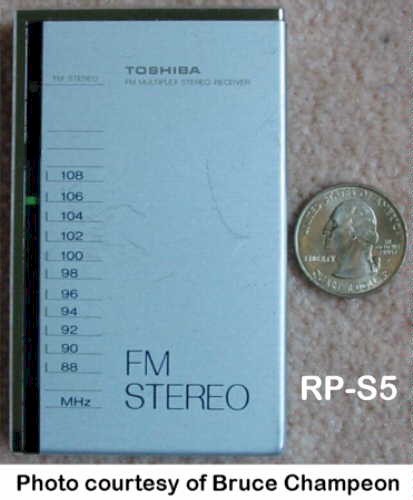 TOSHIBA
FM STEREO
FM MULTIPLEX STEREO RECEIVER
108
106
104
102
100
98
96
94
92
90
88
MHz
FM
STEREO
LIBERTY
RP-S5
Photo courtesy of Bruce Champeon